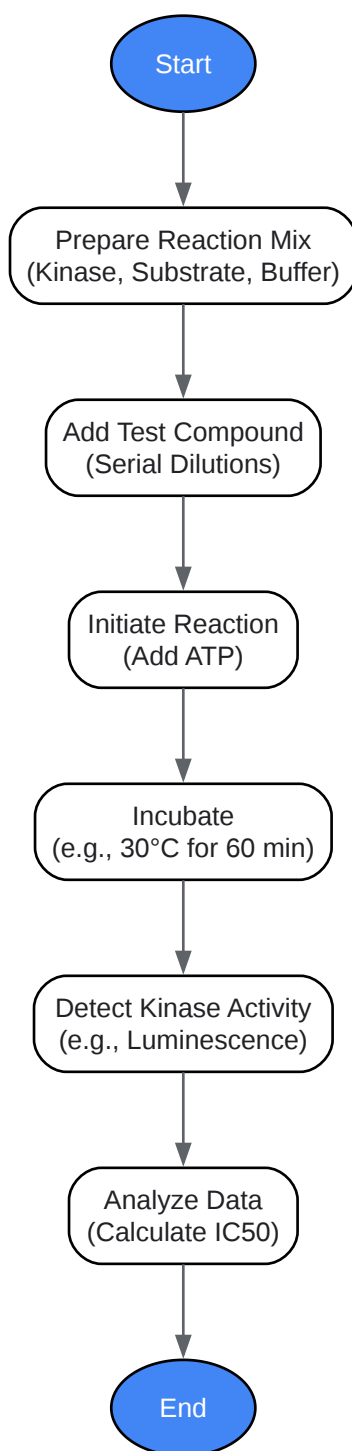 Start
Prepare Reaction Mix
(Kinase, Substrate, Buffer)
Add Test Compound
(Serial Dilutions)
Initiate Reaction
(Add ATP)
Incubate
(e.g., 30°C for 60 min)
Detect Kinase Activity
(e.g., Luminescence)
Analyze Data
(Calculate IC50)
End